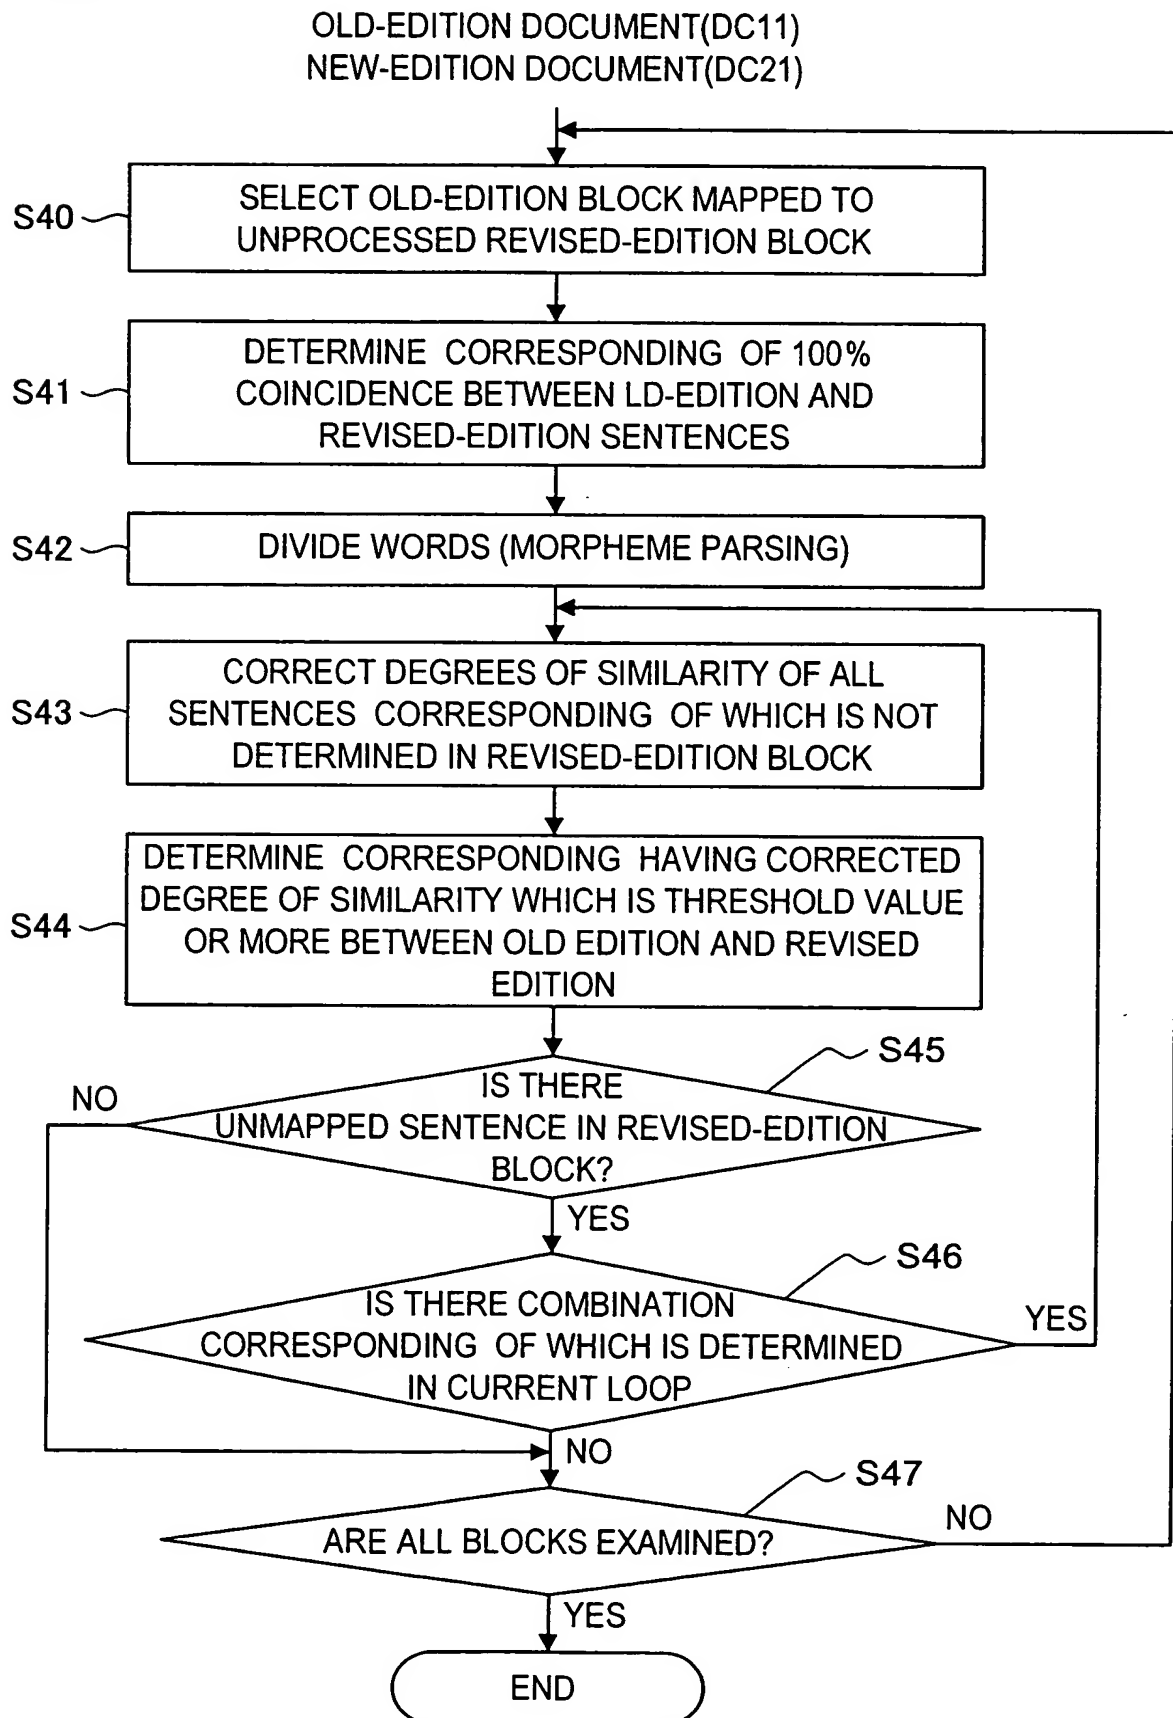 OLD-EDITION DOCUMENT(DC11)
NEW-EDITION DOCUMENT(DC21)
S40
SELECT OLD-EDITION BLOCK MAPPED TO
UNPROCESSED REVISED-EDITION BLOCK
S41
DETERMINE CORRESPONDING OF 100%
COINCIDENCE BETWEEN LD-EDITION AND
REVISED-EDITION SENTENCES
S42
DIVIDE WORDS (MORPHEME PARSING)
S43
CORRECT DEGREES OF SIMILARITY OF ALL
SENTENCES CORRESPONDING OF WHICH IS NOT
DETERMINED IN REVISED-EDITION BLOCK
S44
DETERMINE CORRESPONDING HAVING CORRECTED
DEGREE OF SIMILARITY WHICH IS THRESHOLD VALUE
OR MORE BETWEEN OLD EDITION AND REVISED
EDITION
S45
NO
IS THERE
UNMAPPED SENTENCE IN REVISED-EDITION
BLOCK?
YES
S46
IS THERE COMBINATION
CORRESPONDING OF WHICH IS DETERMINED
IN CURRENT LOOP
YES
NO
S47
ARE ALL BLOCKS EXAMINED?
NO
YES
END